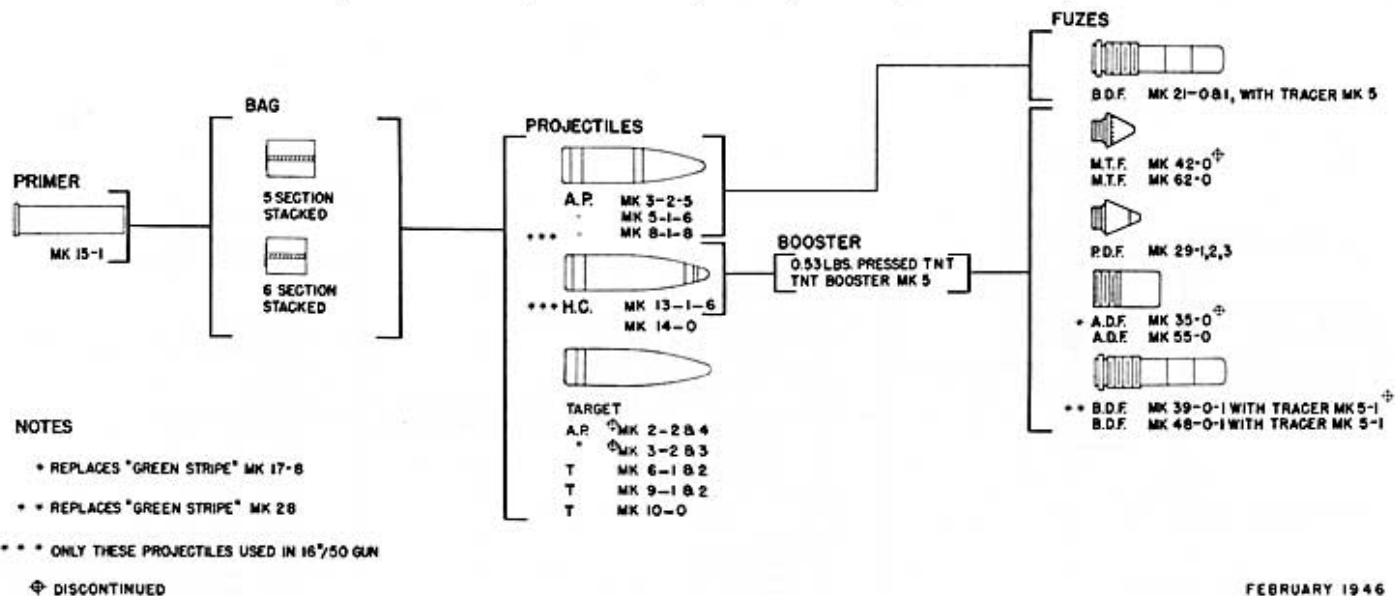 FUZES
B.D.F. MK 21-0&1, WITH TRACER MK 5
M.T.F. MK 42-0 ⌖
M.T.F. MK 62-0
P.D.F. MK 29-1,2,3
* A.D.F. MK 35-0 ⌖
A.D.F. MK 55-0
** B.D.F. MK 39-0-1 WITH TRACER MK 5-1 ⌖
B.D.F. MK 48-0-1 WITH TRACER MK 5-1
BAG
5 SECTION
STACKED
6 SECTION
STACKED
PRIMER
MK 15-1
PROJECTILES
A.P. MK 3-2-5
" MK 5-1-6
*** " MK 8-1-8
*** H.C. MK 13-1-6
MK 14-0
BOOSTER
0.53 LBS. PRESSED TNT
TNT BOOSTER MK 5
TARGET
A.P. ⌖ MK 2-2 & 4
" ⌖ MK 3-2 & 3
T MK 6-1 & 2
T MK 9-1 & 2
T MK 10-0
NOTES
* REPLACES "GREEN STRIPE" MK 17-8
** REPLACES "GREEN STRIPE" MK 28
*** ONLY THESE PROJECTILES USED IN 16"/50 GUN
⌖ DISCONTINUED
FEBRUARY 1946